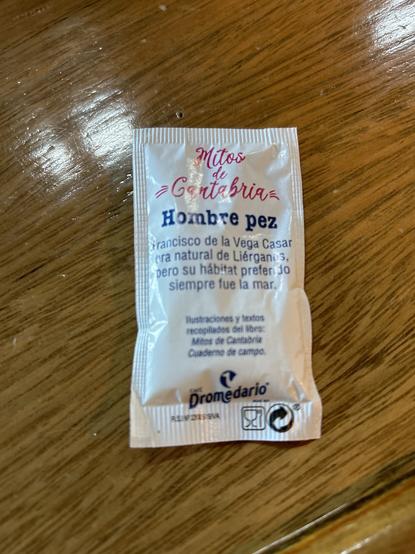 Mitos
de
Cantabria
Hombre pez
Francisco de la Vega Casar
era natural de Liérganes,
pero su hábitat preferido
siempre fue la mar.
Ilustraciones y textos
recopilados del libro:
Mitos de Cantabria
Cuaderno de campo.
Dromedario